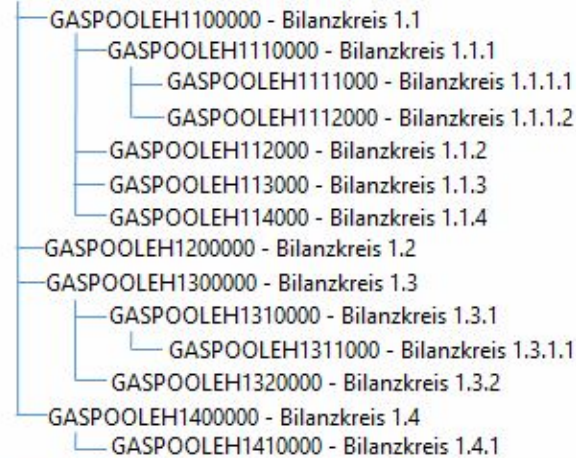 GASPOOLEH1100000 - Bilanzkreis 1.1
GASPOOLEH1110000 - Bilanzkreis 1.1.1
GASPOOLEH1111000 - Bilanzkreis 1.1.1.1
GASPOOLEH1112000 - Bilanzkreis 1.1.1.2
GASPOOLEH112000 - Bilanzkreis 1.1.2
GASPOOLEH113000 - Bilanzkreis 1.1.3
GASPOOLEH114000 - Bilanzkreis 1.1.4
GASPOOLEH1200000 - Bilanzkreis 1.2
GASPOOLEH1300000 - Bilanzkreis 1.3
GASPOOLEH1310000 - Bilanzkreis 1.3.1
GASPOOLEH1311000 - Bilanzkreis 1.3.1.1
GASPOOLEH1320000 - Bilanzkreis 1.3.2
GASPOOLEH1400000 - Bilanzkreis 1.4
GASPOOLEH1410000 - Bilanzkreis 1.4.1